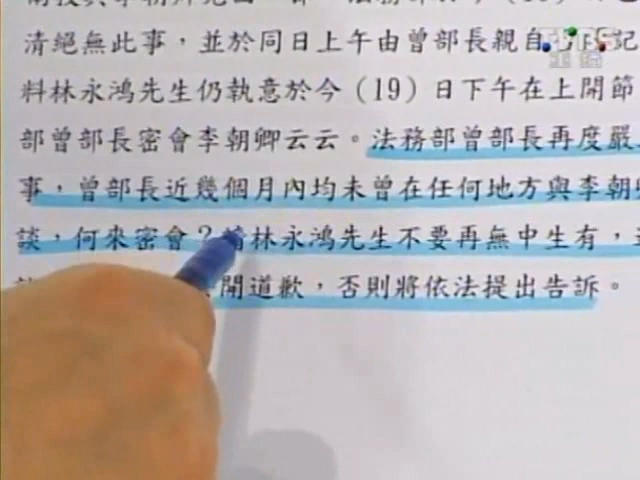 清絕無此事，並於同日上午由曾部長親自
料林永鴻先生仍執意於今（19）日下午在上開節
部曾部長密會李朝卿云云。法務部曾部長再度嚴
事，曾部長近幾個月內均未曾在任何地方與李朝
談，何來密會？請林永鴻先生不要再無中生有，
開道歉，否則將依法提出告訴。